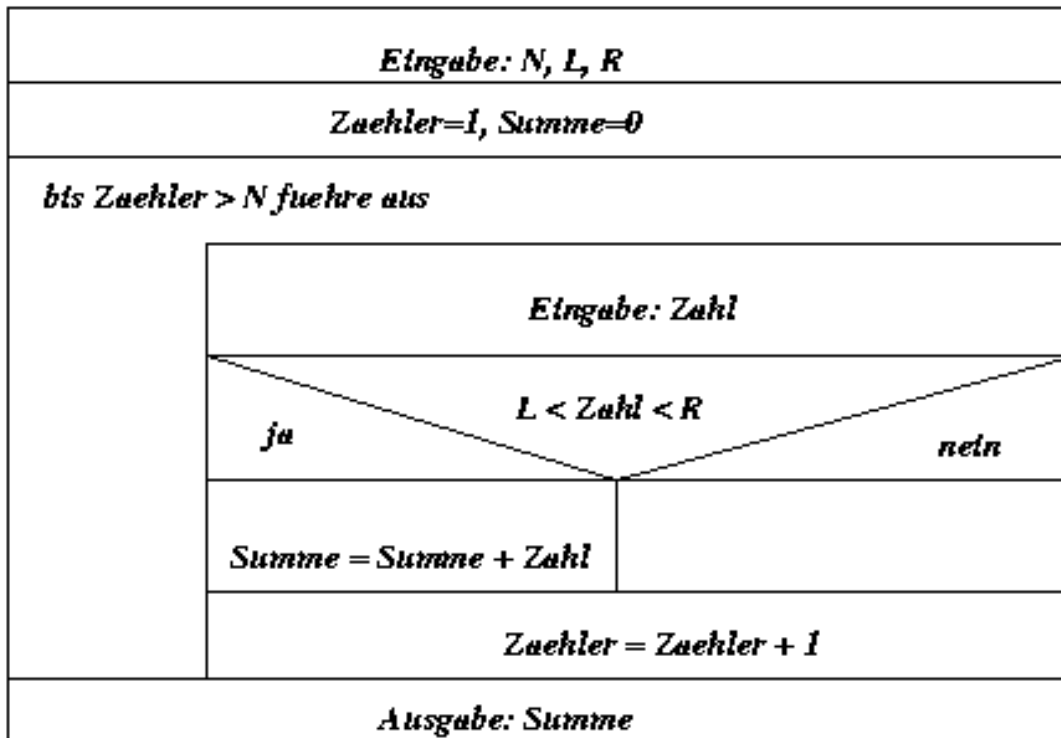 Eingabe: N, L, R
Zaehler=1, Summe=0
bis Zaehler > N fuehre aus
Eingabe: Zahl
L < Zahl < R
ja
nein
Summe = Summe + Zahl
Zaehler = Zaehler + 1
Ausgabe: Summe